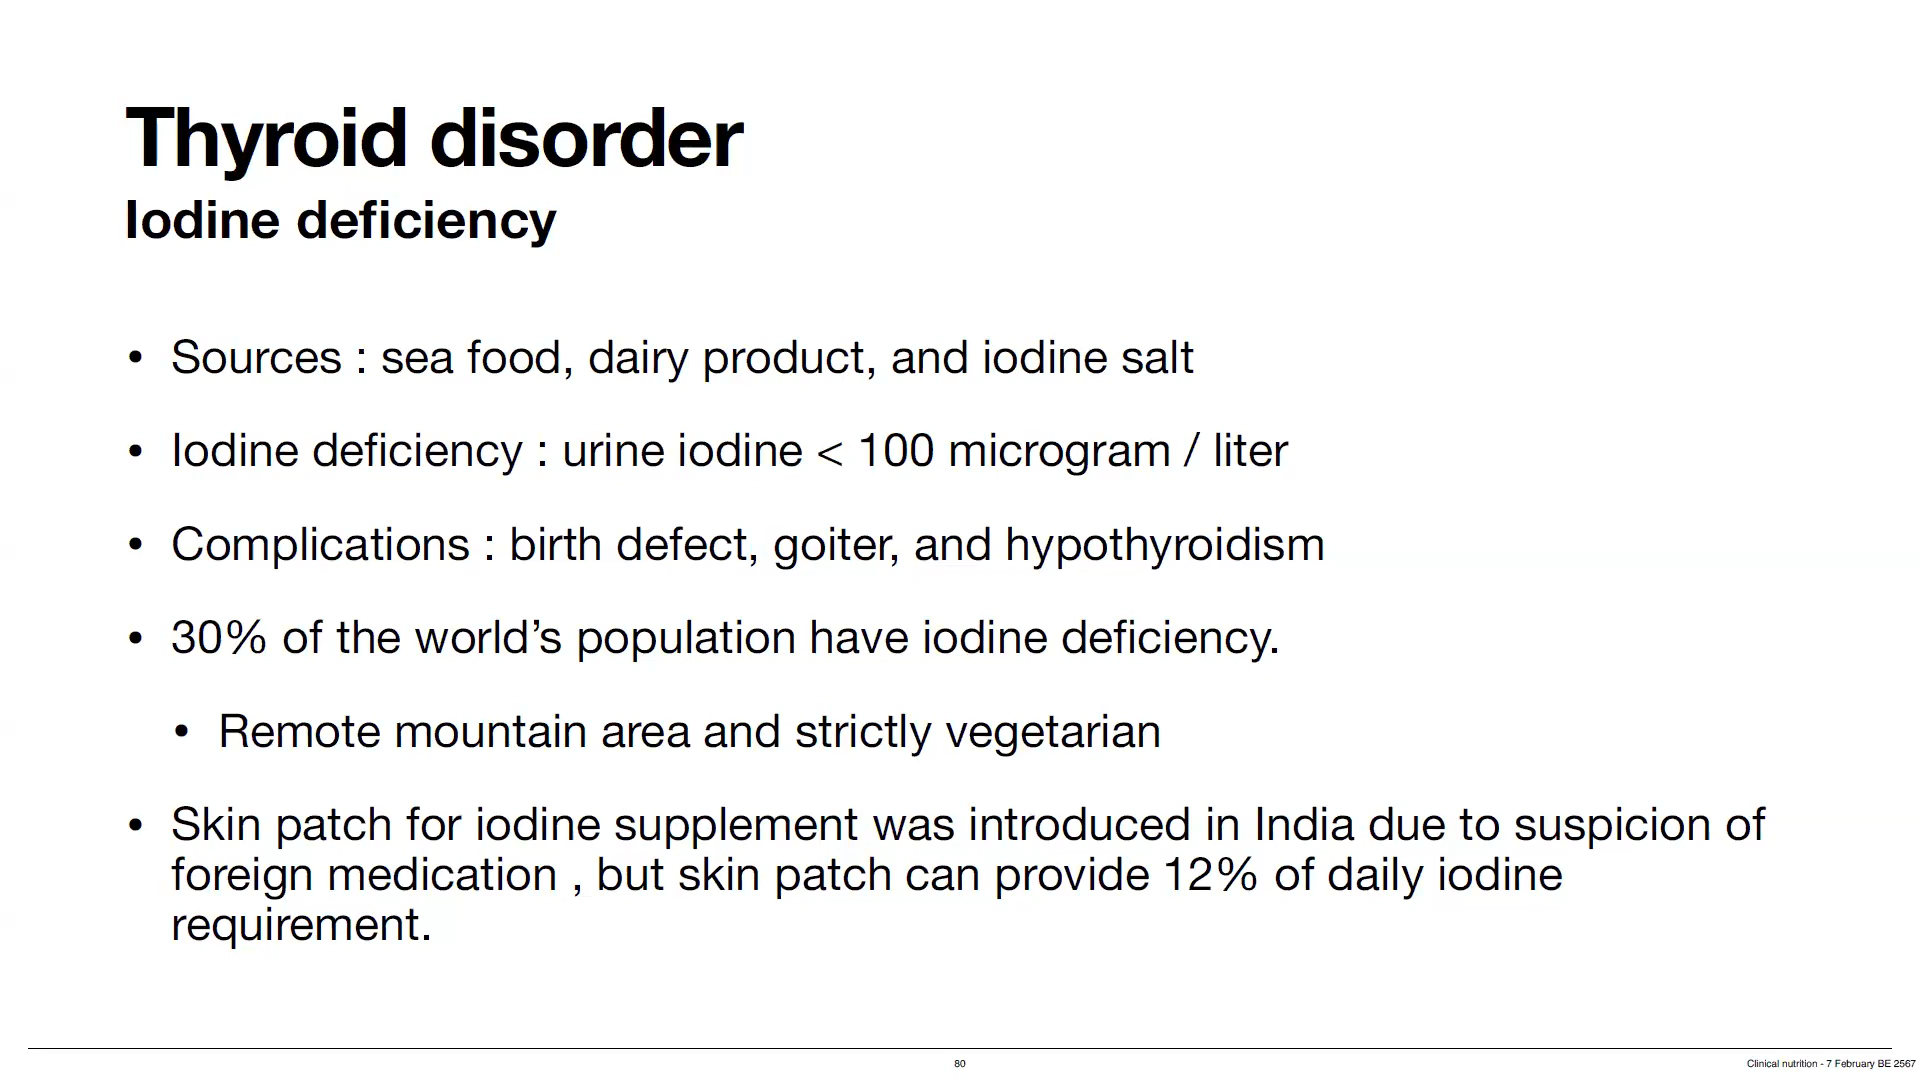 Thyroid disorder
Iodine deficiency
• Sources : sea food, dairy product, and iodine salt
• Iodine deficiency : urine iodine < 100 microgram / liter
• Complications : birth defect, goiter, and hypothyroidism
• 30% of the world’s population have iodine deficiency.
• Remote mountain area and strictly vegetarian
• Skin patch for iodine supplement was introduced in India due to suspicion of
foreign medication , but skin patch can provide 12% of daily iodine
requirement.
80
Clinical nutrition - 7 February BE 2567